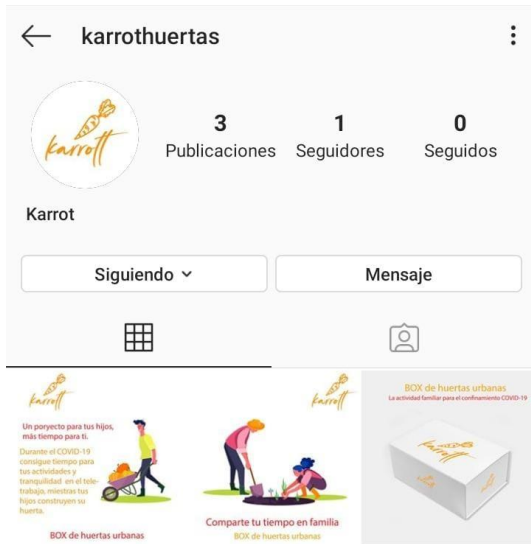 karrothuertas
3
1
0
Publicaciones
Seguidores
Seguidos
karrott
Karrot
Siguiendo
Mensaje
karrott
Un poryecto para tus hijos,
más tiempo para ti.
Durante el COVID-19
consigue tiempo para
tus actividades y
tranquilidad en el tele-
trabajo, miestras tus
hijos construyen su
huerta.
BOX de huertas urbanas
karrott
Comparte tu tiempo en familia
BOX de huertas urbanas
BOX de huertas urbanas
La actividad familiar para el confinamiento COVID-19
karrott
karrott